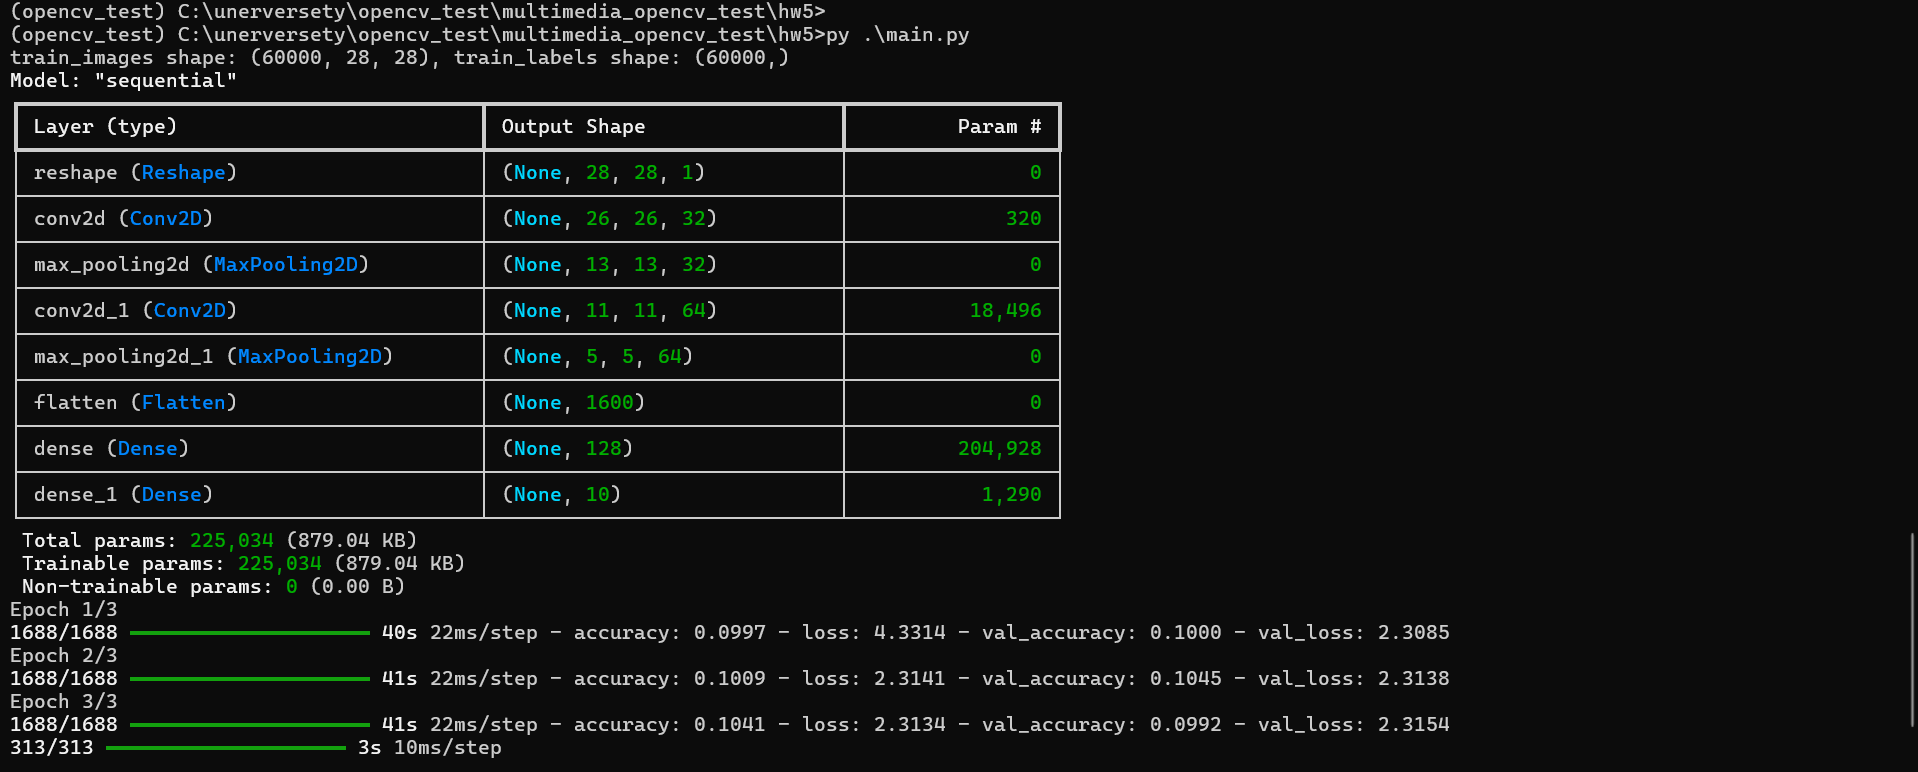 (opencv_test) C:\unerversety\opencv_test\multimedia_opencv_test\hw5>
(opencv_test) C:\unerversety\opencv_test\multimedia_opencv_test\hw5>py .\main.py
train_images shape: (60000, 28, 28), train_labels shape: (60000,)
Model: "sequential"
Layer (type) Output Shape Param #
reshape (Reshape) (None, 28, 28, 1) 0
conv2d (Conv2D) (None, 26, 26, 32) 320
max_pooling2d (MaxPooling2D) (None, 13, 13, 32) 0
conv2d_1 (Conv2D) (None, 11, 11, 64) 18,496
max_pooling2d_1 (MaxPooling2D) (None, 5, 5, 64) 0
flatten (Flatten) (None, 1600) 0
dense (Dense) (None, 128) 204,928
dense_1 (Dense) (None, 10) 1,290
Total params: 225,034 (879.04 KB)
Trainable params: 225,034 (879.04 KB)
Non-trainable params: 0 (0.00 B)
Epoch 1/3
1688/1688 40s 22ms/step - accuracy: 0.0997 - loss: 4.3314 - val_accuracy: 0.1000 - val_loss: 2.3085
Epoch 2/3
1688/1688 41s 22ms/step - accuracy: 0.1009 - loss: 2.3141 - val_accuracy: 0.1045 - val_loss: 2.3138
Epoch 3/3
1688/1688 41s 22ms/step - accuracy: 0.1041 - loss: 2.3134 - val_accuracy: 0.0992 - val_loss: 2.3154
313/313 3s 10ms/step